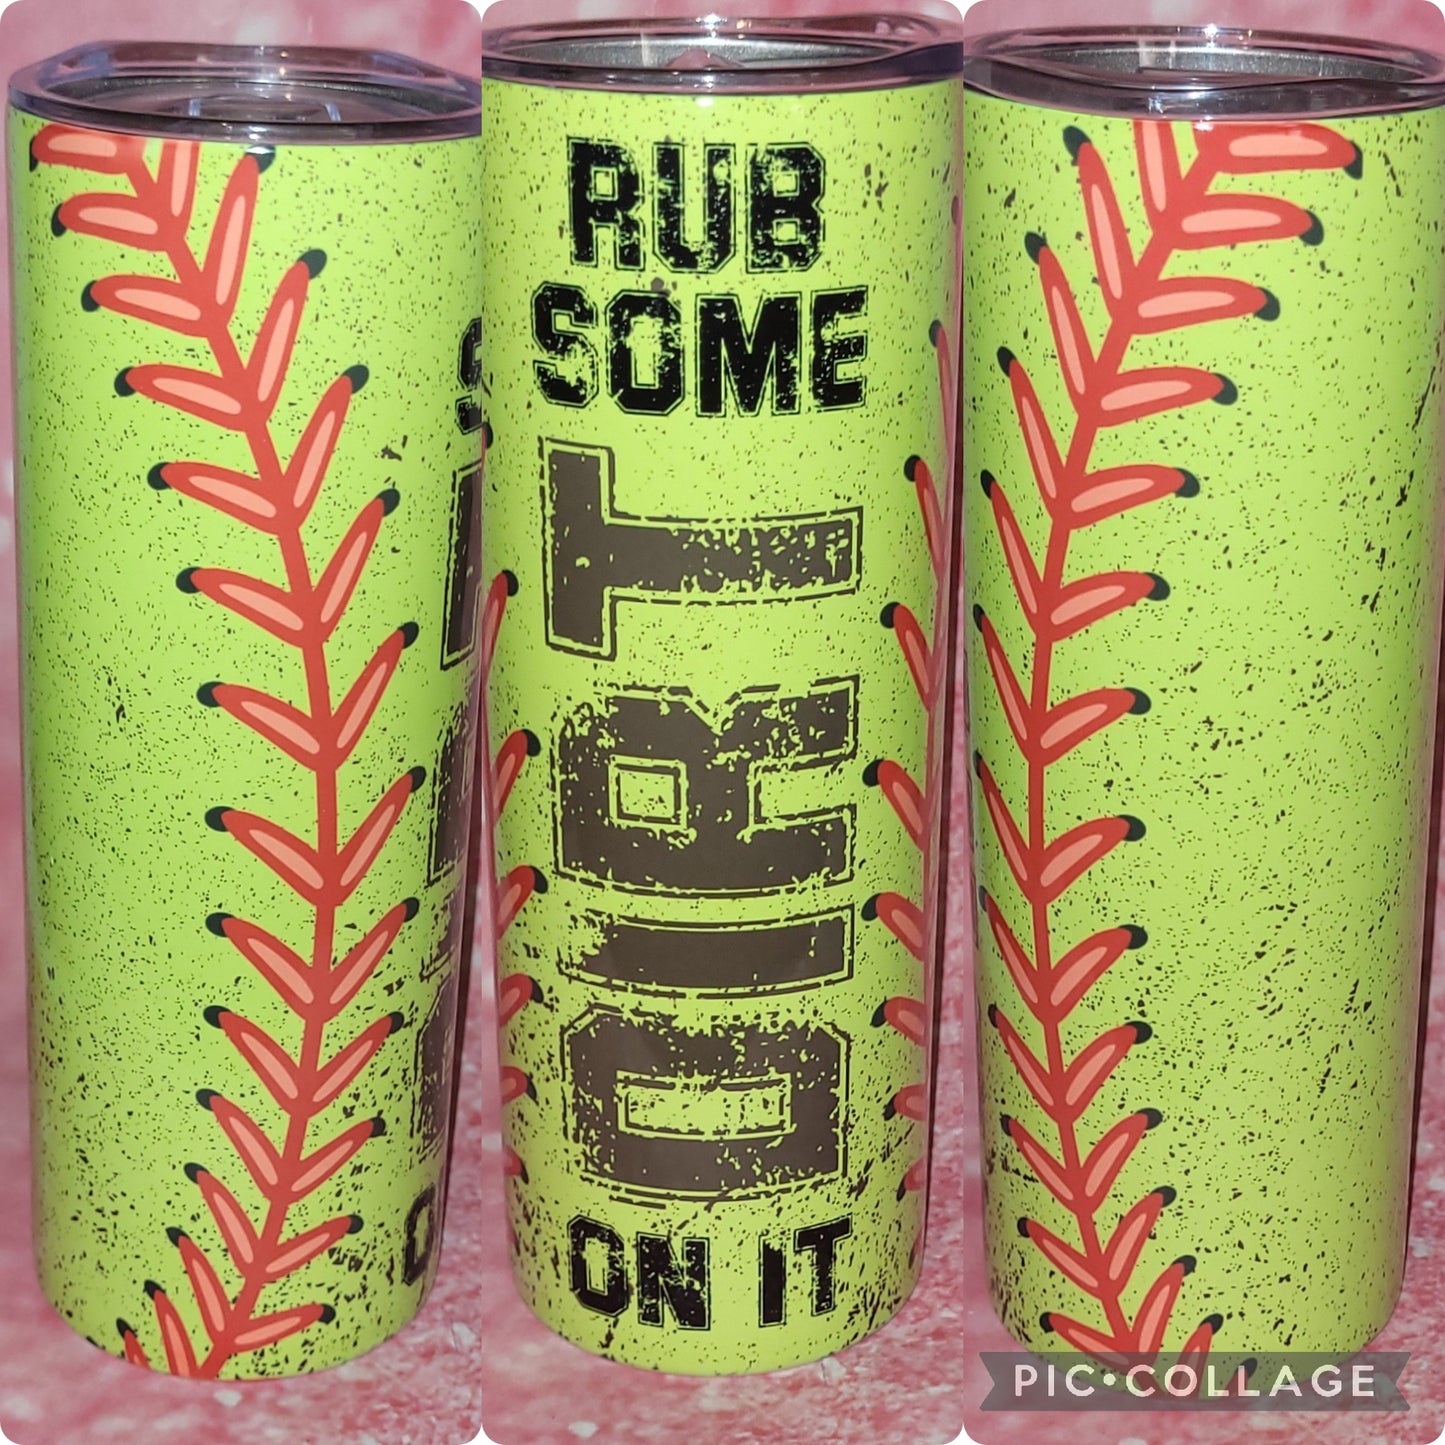 RUB
SOME
DIRT
ON IT
PIC•COLLAGE